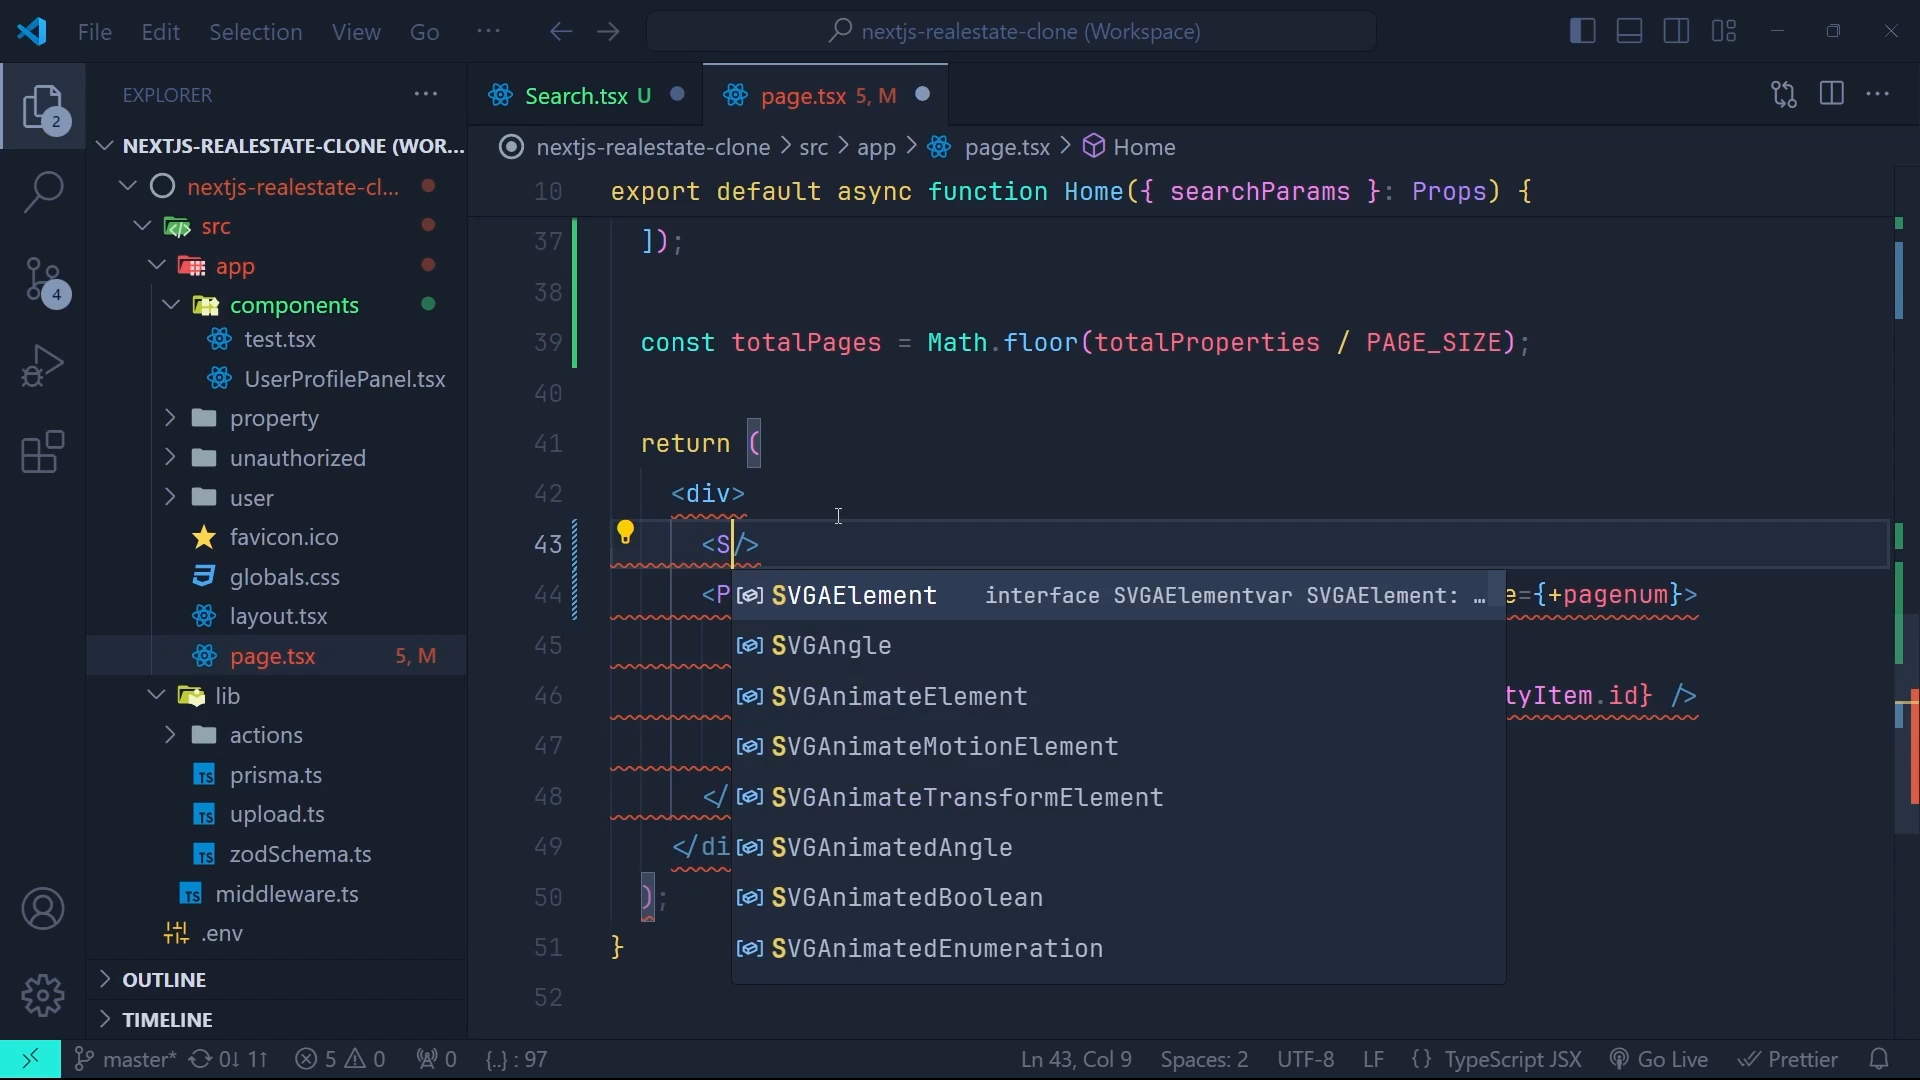 File Edit Selection View Go ···
nextjs-realestate-clone (Workspace)
EXPLORER
Search.tsx U
page.tsx 5, M
2
NEXTJS-REALESTATE-CLONE (WOR...
nextjs-realestate-clone > src > app > page.tsx > Home
nextjs-realestate-cl...
src
app
components
test.tsx
UserProfilePanel.tsx
property
unauthorized
user
favicon.ico
globals.css
layout.tsx
page.tsx 5, M
lib
actions
prisma.ts
upload.ts
zodSchema.ts
middleware.ts
.env
OUTLINE
TIMELINE
4
10 export default async function Home({ searchParams }: Props) {
37 ]);
38
39 const totalPages = Math.floor(totalProperties / PAGE_SIZE);
40
41 return (
42 <div>
43 <S/>
44 <P e={+pagenum}>
45
46 tyItem.id} />
47
48 </
49 </di
50 );
51 }
52
SVGAElement interface SVGAElementvar SVGAElement: …
SVGAngle
SVGAnimateElement
SVGAnimateMotionElement
SVGAnimateTransformElement
SVGAnimatedAngle
SVGAnimatedBoolean
SVGAnimatedEnumeration
master* 0↓ 1↑ 5 0 0 {..} : 97
Ln 43, Col 9 Spaces: 2 UTF-8 LF {} TypeScript JSX Go Live Prettier